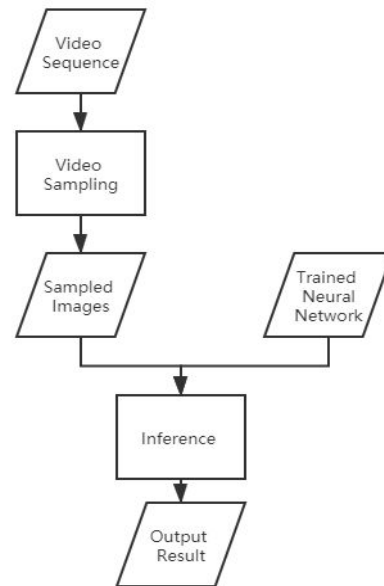 Video
Sequence
Video
Sampling
Sampled
Images
Trained
Neural
Network
Inference
Output
Result